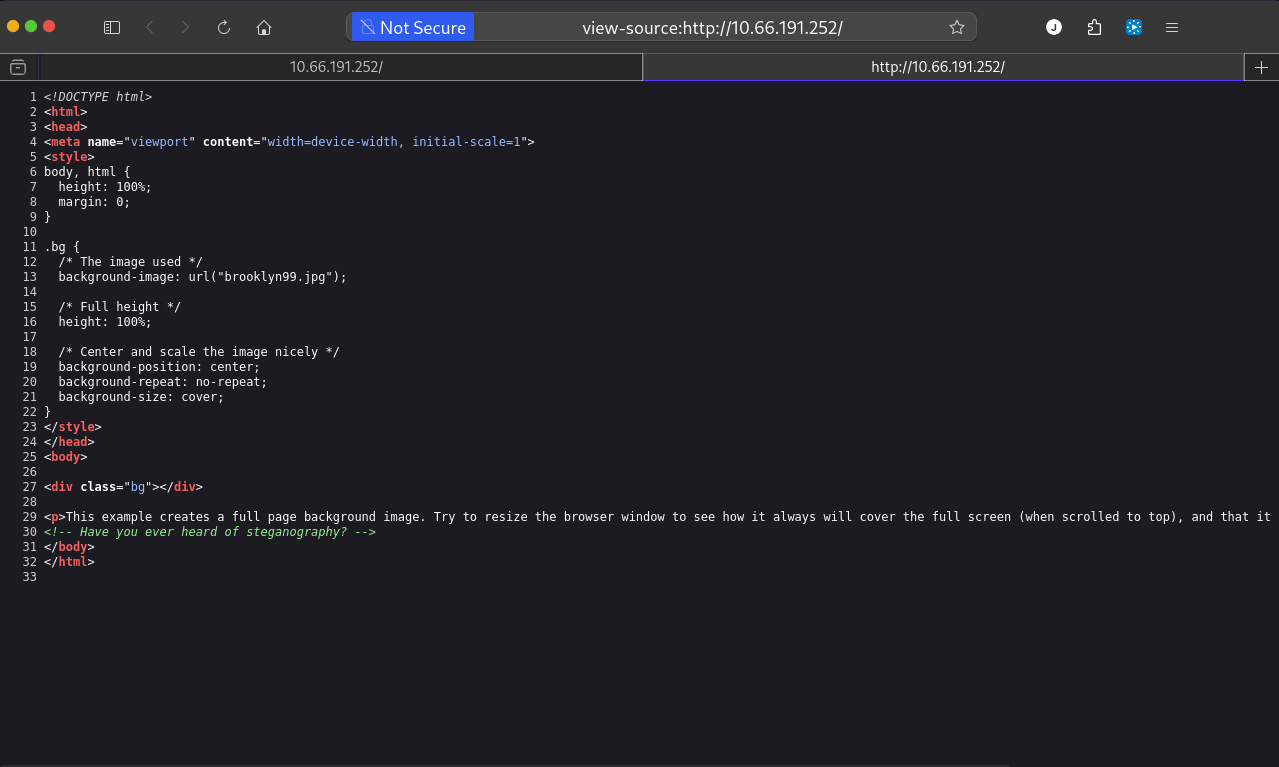 Not Secure view-source:http://10.66.191.252/
J
10.66.191.252/ http://10.66.191.252/
1 <!DOCTYPE html>
2 <html>
3 <head>
4 <meta name="viewport" content="width=device-width, initial-scale=1">
5 <style>
6 body, html {
7   height: 100%;
8   margin: 0;
9 }
10
11 .bg {
12   /* The image used */
13   background-image: url("brooklyn99.jpg");
14
15   /* Full height */
16   height: 100%;
17
18   /* Center and scale the image nicely */
19   background-position: center;
20   background-repeat: no-repeat;
21   background-size: cover;
22 }
23 </style>
24 </head>
25 <body>
26
27 <div class="bg"></div>
28
29 <p>This example creates a full page background image. Try to resize the browser window to see how it always will cover the full screen (when scrolled to top), and that it
30 <!-- Have you ever heard of steganography? -->
31 </body>
32 </html>
33